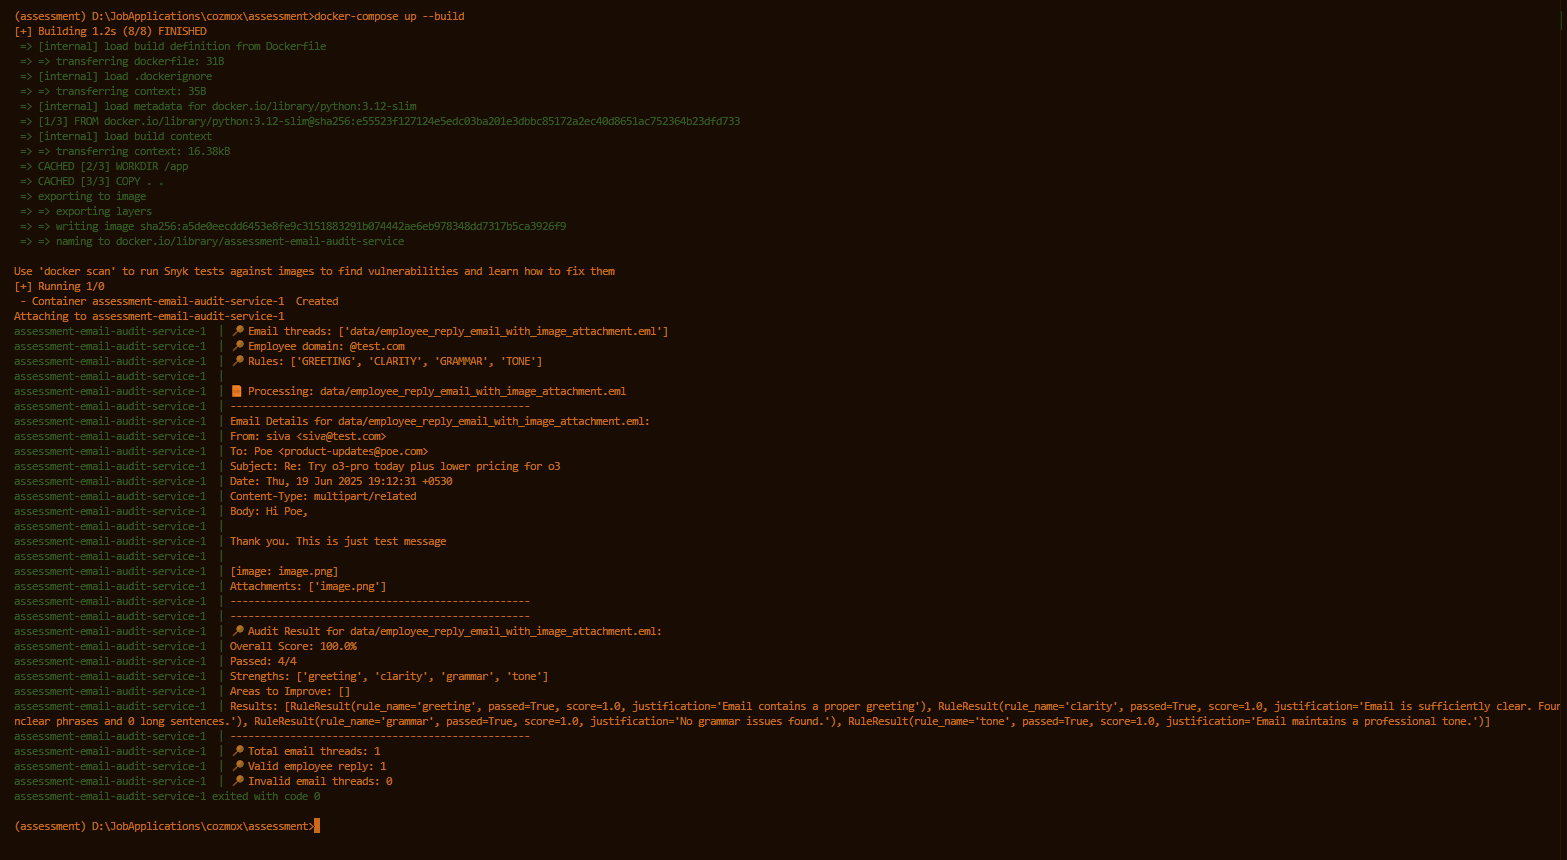 (assessment) D:\JobApplications\cozmox\assessment>docker-compose up --build
[+] Building 1.2s (8/8) FINISHED
=> [internal] load build definition from Dockerfile
=> => transferring dockerfile: 31B
=> [internal] load .dockerignore
=> => transferring context: 35B
=> [internal] load metadata for docker.io/library/python:3.12-slim
=> [1/3] FROM docker.io/library/python:3.12-slim@sha256:e55523f127124e5edc03ba201e3dbbc85172a2ec40d8651ac752364b23dfd733
=> [internal] load build context
=> => transferring context: 16.38kB
=> CACHED [2/3] WORKDIR /app
=> CACHED [3/3] COPY . .
=> exporting to image
=> => exporting layers
=> => writing image sha256:a5de0eecdd6453e8fe9c3151883291b074442ae6eb978348dd7317b5ca3926f9
=> => naming to docker.io/library/assessment-email-audit-service
Use 'docker scan' to run Snyk tests against images to find vulnerabilities and learn how to fix them
[+] Running 1/0
- Container assessment-email-audit-service-1  Created
Attaching to assessment-email-audit-service-1
assessment-email-audit-service-1  | 🔎 Email threads: ['data/employee_reply_email_with_image_attachment.eml']
assessment-email-audit-service-1  | 🔎 Employee domain: @test.com
assessment-email-audit-service-1  | 🔎 Rules: ['GREETING', 'CLARITY', 'GRAMMAR', 'TONE']
assessment-email-audit-service-1  |
assessment-email-audit-service-1  | 📄 Processing: data/employee_reply_email_with_image_attachment.eml
assessment-email-audit-service-1  | --------------------------------------------------
assessment-email-audit-service-1  | Email Details for data/employee_reply_email_with_image_attachment.eml:
assessment-email-audit-service-1  | From: siva <siva@test.com>
assessment-email-audit-service-1  | To: Poe <product-updates@poe.com>
assessment-email-audit-service-1  | Subject: Re: Try o3-pro today plus lower pricing for o3
assessment-email-audit-service-1  | Date: Thu, 19 Jun 2025 19:12:31 +0530
assessment-email-audit-service-1  | Content-Type: multipart/related
assessment-email-audit-service-1  | Body: Hi Poe,
assessment-email-audit-service-1  |
assessment-email-audit-service-1  | Thank you. This is just test message
assessment-email-audit-service-1  |
assessment-email-audit-service-1  | [image: image.png]
assessment-email-audit-service-1  | Attachments: ['image.png']
assessment-email-audit-service-1  | --------------------------------------------------
assessment-email-audit-service-1  | --------------------------------------------------
assessment-email-audit-service-1  | 🔎 Audit Result for data/employee_reply_email_with_image_attachment.eml:
assessment-email-audit-service-1  | Overall Score: 100.0%
assessment-email-audit-service-1  | Passed: 4/4
assessment-email-audit-service-1  | Strengths: ['greeting', 'clarity', 'grammar', 'tone']
assessment-email-audit-service-1  | Areas to Improve: []
assessment-email-audit-service-1  | Results: [RuleResult(rule_name='greeting', passed=True, score=1.0, justification='Email contains a proper greeting'), RuleResult(rule_name='clarity', passed=True, score=1.0, justification='Email is sufficiently clear. Foun
nclear phrases and 0 long sentences.'), RuleResult(rule_name='grammar', passed=True, score=1.0, justification='No grammar issues found.'), RuleResult(rule_name='tone', passed=True, score=1.0, justification='Email maintains a professional tone.')]
assessment-email-audit-service-1  | --------------------------------------------------
assessment-email-audit-service-1  | 🔎 Total email threads: 1
assessment-email-audit-service-1  | 🔎 Valid employee reply: 1
assessment-email-audit-service-1  | 🔎 Invalid email threads: 0
assessment-email-audit-service-1 exited with code 0
(assessment) D:\JobApplications\cozmox\assessment>